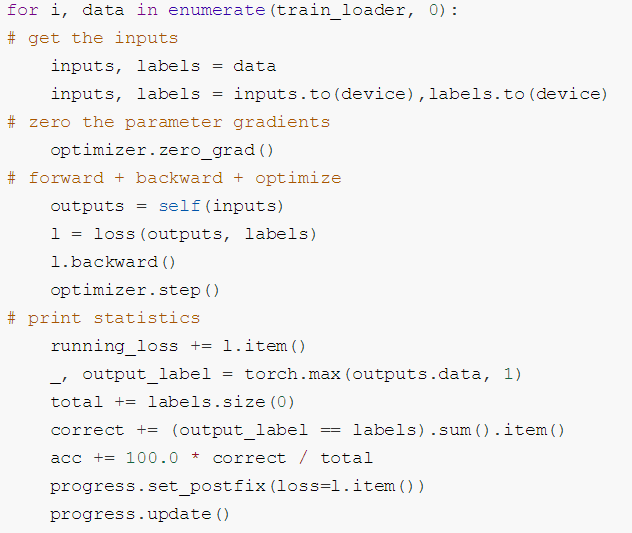 for i, data in enumerate(train_loader, 0):
# get the inputs
    inputs, labels = data
    inputs, labels = inputs.to(device),labels.to(device)
# zero the parameter gradients
    optimizer.zero_grad()
# forward + backward + optimize
    outputs = self(inputs)
    l = loss(outputs, labels)
    l.backward()
    optimizer.step()
# print statistics
    running_loss += l.item()
    _, output_label = torch.max(outputs.data, 1)
    total += labels.size(0)
    correct += (output_label == labels).sum().item()
    acc += 100.0 * correct / total
    progress.set_postfix(loss=l.item())
    progress.update()